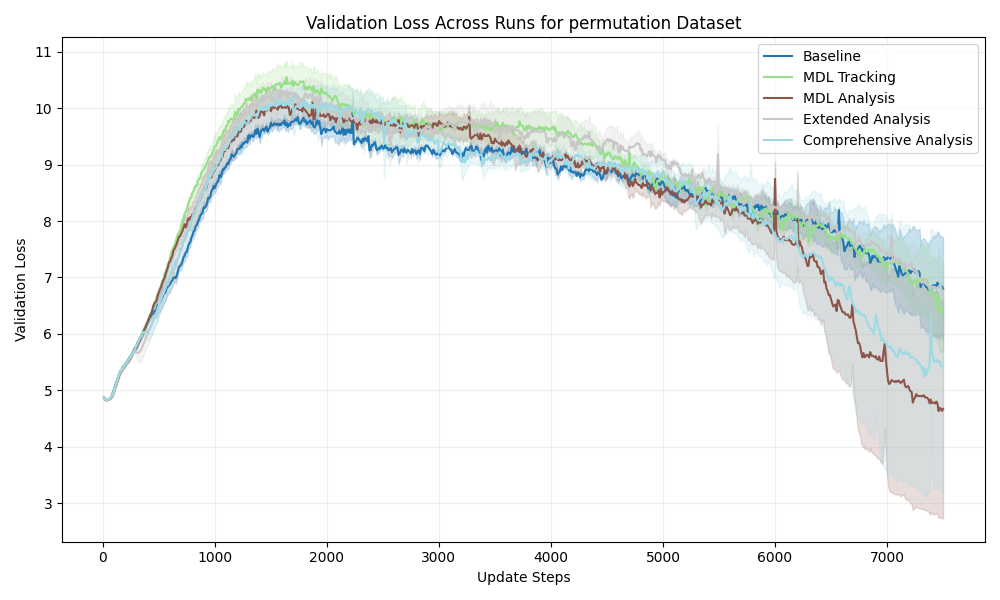 Validation Loss Across Runs for permutation Dataset
Validation Loss
11
10
9
8
7
6
5
4
3
Baseline
MDL Tracking
MDL Analysis
Extended Analysis
Comprehensive Analysis
0 1000 2000 3000 4000 5000 6000 7000
Update Steps